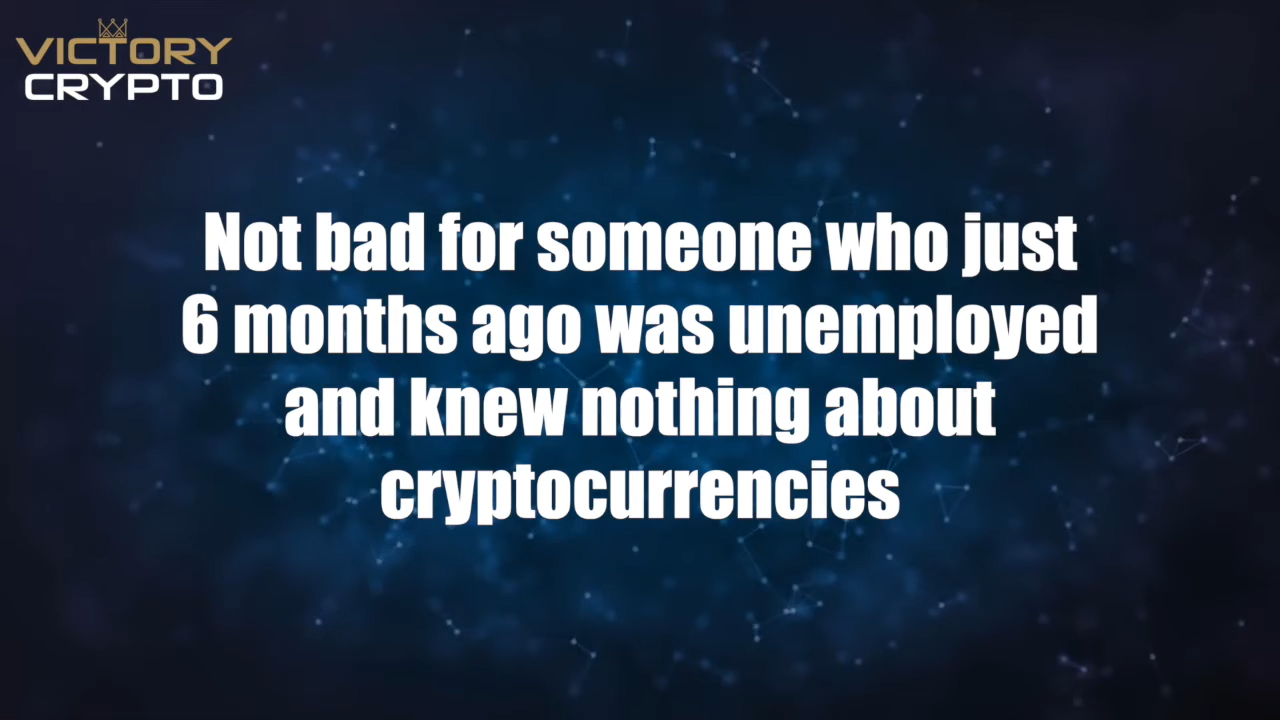 VICTORY
CRYPTO
Not bad for someone who just
6 months ago was unemployed
and knew nothing about
cryptocurrencies